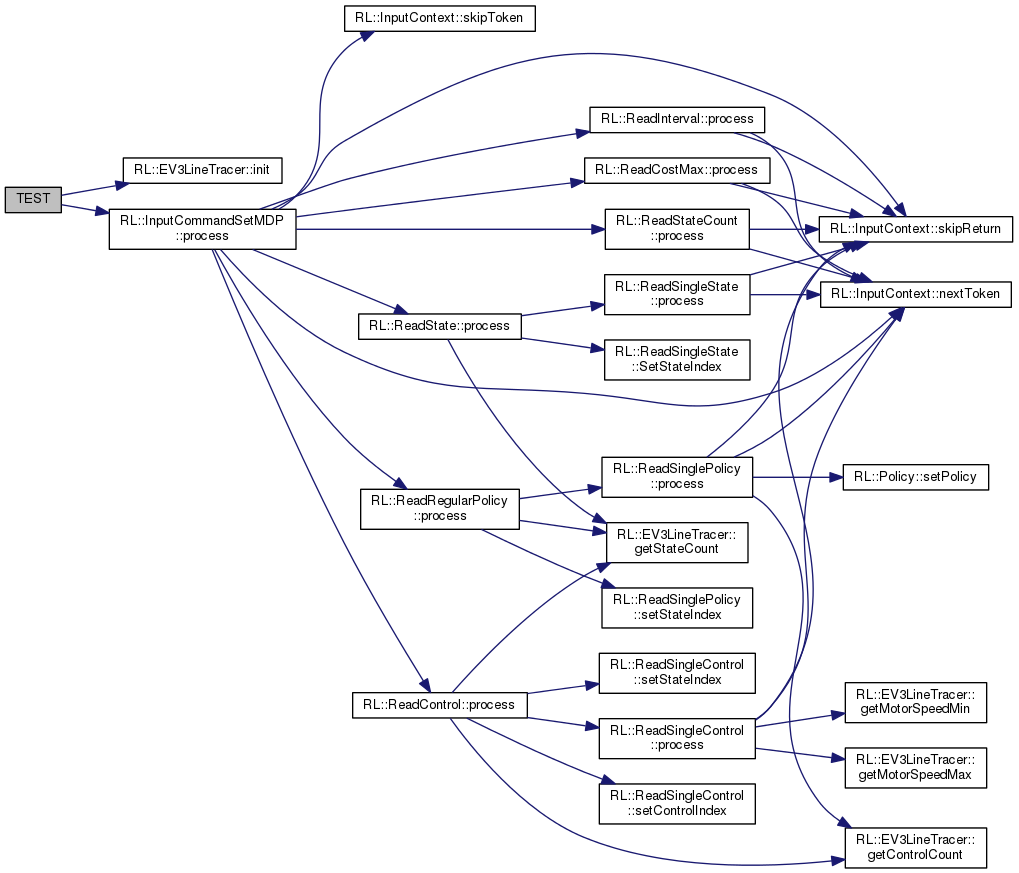 RL::InputContext::skipToken
RL::ReadInterval::process
RL::EV3LineTracer::init
RL::ReadCostMax::process
TEST
RL::InputCommandSetMDP
::process
RL::ReadStateCount
::process
RL::InputContext::skipReturn
RL::ReadSingleState
::process
RL::InputContext::nextToken
RL::ReadState::process
RL::ReadSingleState
::SetStateIndex
RL::ReadSinglePolicy
::process
RL::Policy::setPolicy
RL::ReadRegularPolicy
::process
RL::EV3LineTracer::
getStateCount
RL::ReadSinglePolicy
::setStateIndex
RL::ReadSingleControl
::setStateIndex
RL::ReadControl::process
RL::EV3LineTracer::
getMotorSpeedMin
RL::ReadSingleControl
::process
RL::EV3LineTracer::
getMotorSpeedMax
RL::ReadSingleControl
::setControlIndex
RL::EV3LineTracer::
getControlCount